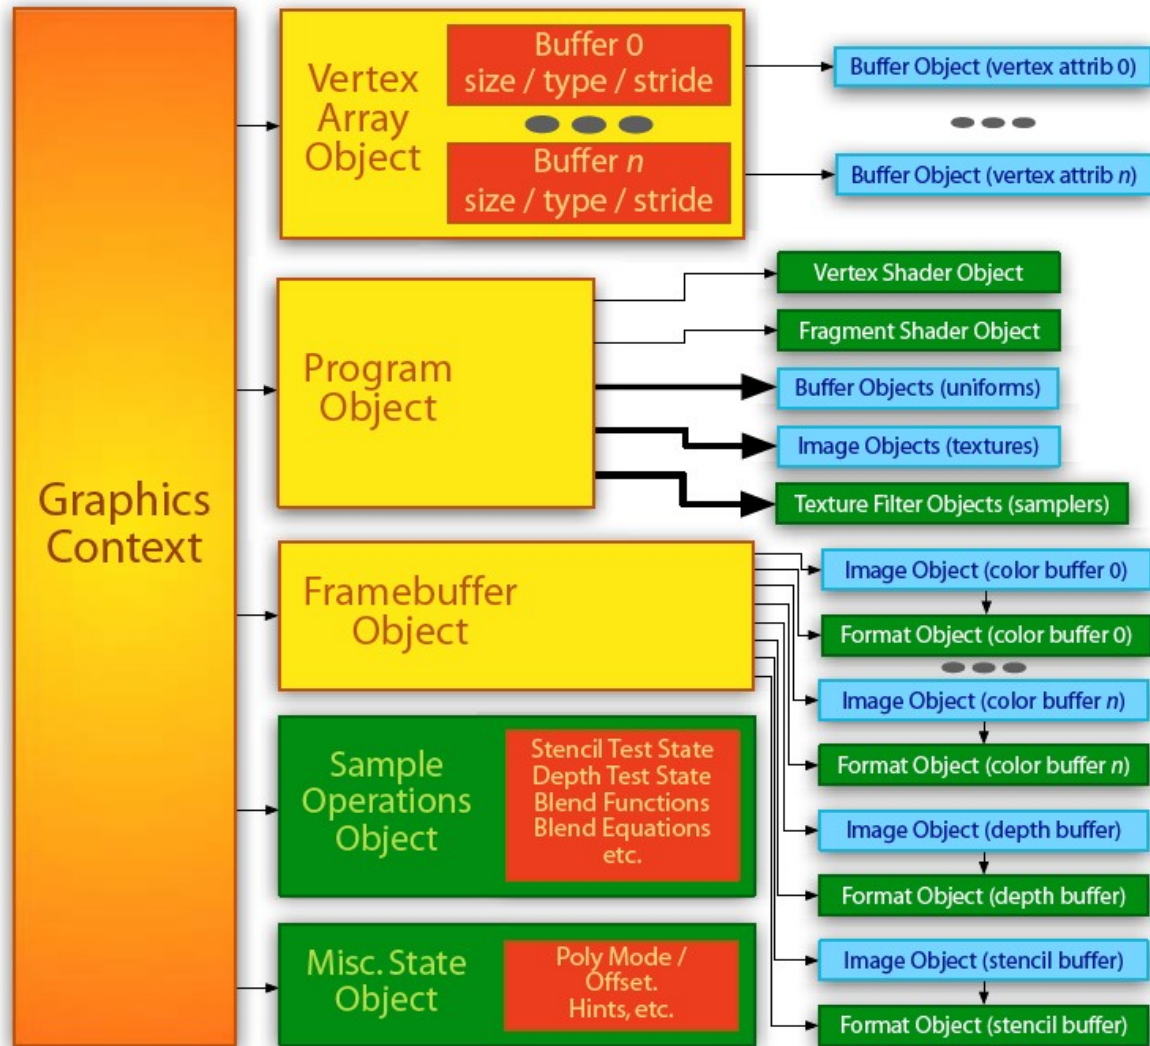 Graphics
Context
Vertex
Array
Object
Buffer 0
size / type / stride
Buffer n
size / type / stride
Buffer Object (vertex attrib 0)
Buffer Object (vertex attrib n)
Program
Object
Vertex Shader Object
Fragment Shader Object
Buffer Objects (uniforms)
Image Objects (textures)
Texture Filter Objects (samplers)
Framebuffer
Object
Image Object (color buffer 0)
Format Object (color buffer 0)
Image Object (color buffer n)
Format Object (color buffer n)
Image Object (depth buffer)
Format Object (depth buffer)
Image Object (stencil buffer)
Format Object (stencil buffer)
Sample
Operations
Object
Stencil Test State
Depth Test State
Blend Functions
Blend Equations
etc.
Misc. State
Object
Poly Mode /
Offset.
Hints, etc.